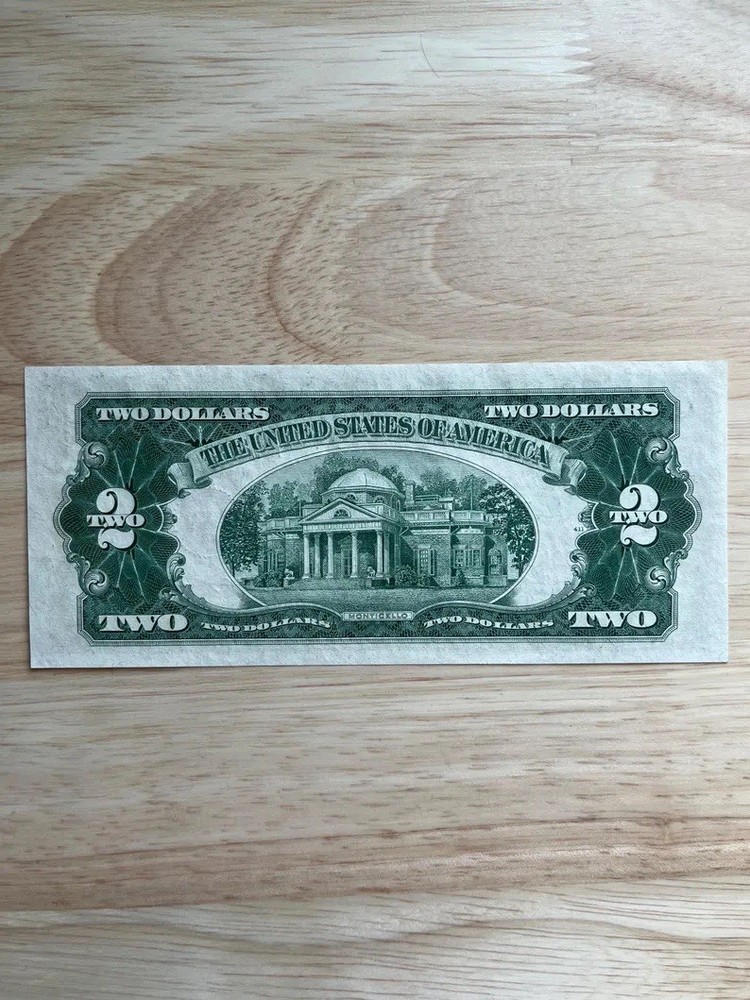 TWO DOLLARS TWO DOLLARS
THE UNITED STATES OF AMERICA
2 2
TWO TWO
MONTICELLO
TWO TWO DOLLARS TWO DOLLARS TWO